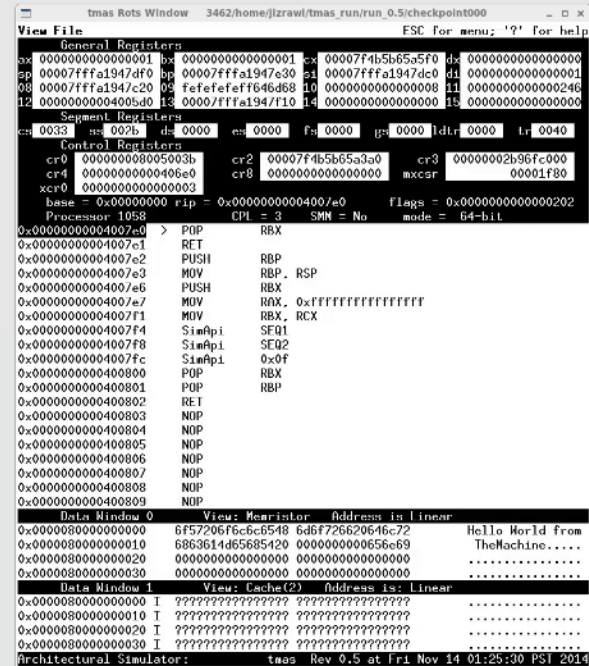 tmas Rots Window 3462/home/jlzrawi/tmas_run/run_0.5/checkpoint000
View File ESC for menu; '?' for help
General Registers
ax 0000000000000001 bx 0000000000000001 cx 00007f4b5b65a5f0 dx 0000000000000000
sp 00007fffa1947df0 bp 00007fffa1947e30 si 00007fffa1947dc0 di 0000000000000001
08 00007fffa1947c20 09 fefefefeff646d68 10 0000000000000008 11 0000000000000246
12 00000000004005d0 13 00007fffa1947f10 14 0000000000000000 15 0000000000000000
Segment Registers
cs 0033 ss 002b ds 0000 es 0000 fs 0000 gs 0000 ldtr 0000 tr 0040
Control Registers
cr0 000000008005003b cr2 00007f4b5b65a3a0 cr3 00000002b96fc000
cr4 00000000000406e0 cr8 0000000000000000 mxcsr 00001f80
xcr0 0000000000000003
base = 0x00000000 rip = 0x00000000004007e0 flags = 0x0000000000000202
Processor 1058 CPL = 3 SMM = No mode = 64-bit
0x00000000004007e0 > POP RBX
0x00000000004007e1 RET
0x00000000004007e2 PUSH RBP
0x00000000004007e3 MOV RBP, RSP
0x00000000004007e6 PUSH RBX
0x00000000004007e7 MOV RAX, 0xffffffffffffffff
0x00000000004007f1 MOV RBX, RCX
0x00000000004007f4 SimApi SEQ1
0x00000000004007f8 SimApi SEQ2
0x00000000004007fc SimApi 0x0f
0x0000000000400800 POP RBX
0x0000000000400801 POP RBP
0x0000000000400802 RET
0x0000000000400803 NOP
0x0000000000400804 NOP
0x0000000000400805 NOP
0x0000000000400806 NOP
0x0000000000400807 NOP
0x0000000000400808 NOP
0x0000000000400809 NOP
Data Window 0 View: Memristor Address is Linear
0x0000080000000000 6f57206f6c6c6548 6d6f726620646c72 Hello World from
0x0000080000000010 6863614d65685420 0000000000656e69 TheMachine.....
0x0000080000000020 0000000000000000 0000000000000000 ................
0x0000080000000030 0000000000000000 0000000000000000 ................
Data Window 1 View: Cache(2) Address is: Linear
0x0000080000000000 I ???????????????? ???????????????? ................
0x0000080000000010 I ???????????????? ???????????????? ................
0x0000080000000020 I ???????????????? ???????????????? ................
0x0000080000000030 I ???????????????? ???????????????? ................
Architectural Simulator: tmas Rev 0.5 at Fri Nov 14 01:25:30 PST 2014